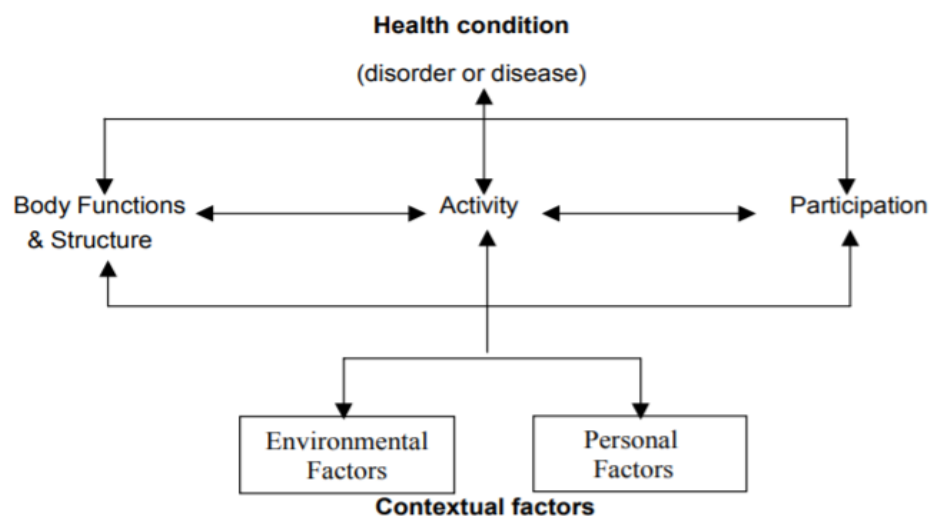 Health condition
(disorder or disease)
Body Functions
& Structure
Activity
Participation
Environmental
Factors
Personal
Factors
Contextual factors